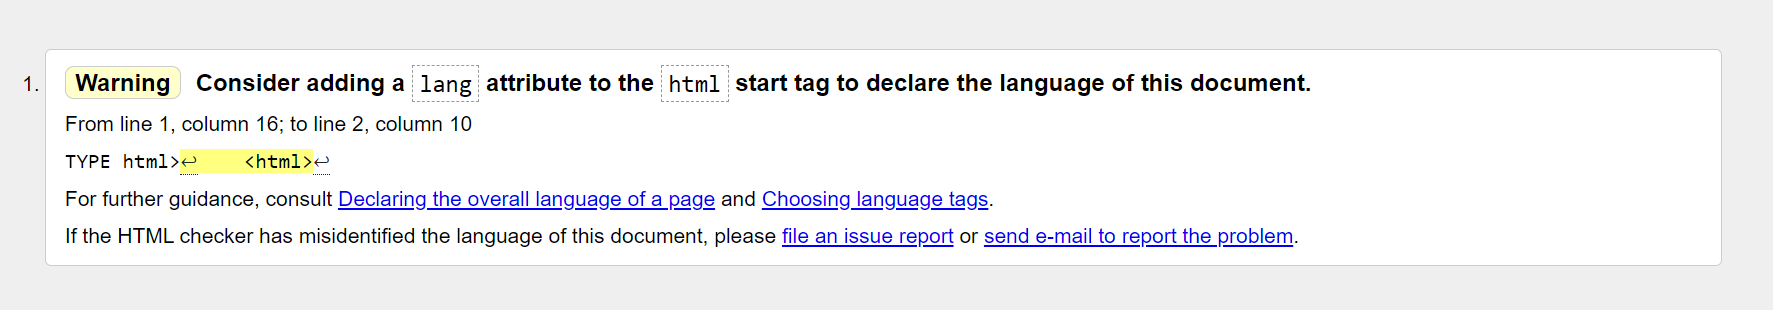 1. Warning Consider adding a lang attribute to the html start tag to declare the language of this document.
From line 1, column 16; to line 2, column 10
TYPE html>↩    <html>↩
For further guidance, consult Declaring the overall language of a page and Choosing language tags.
If the HTML checker has misidentified the language of this document, please file an issue report or send e-mail to report the problem.